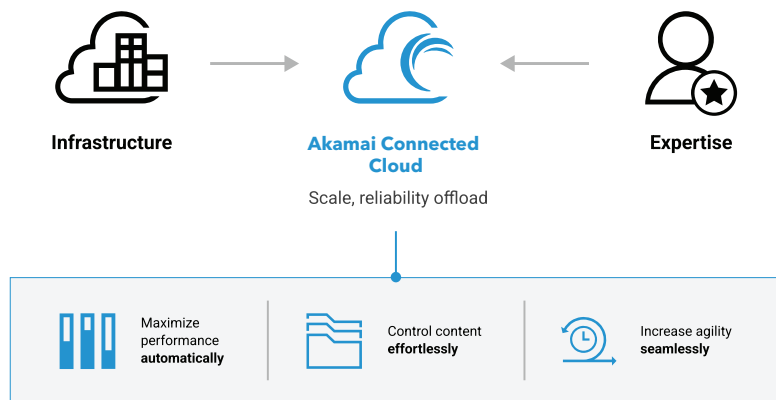 Infrastructure
Akamai Connected
Cloud
Expertise
Scale, reliability offload
Maximize
performance
automatically
Control content
effortlessly
Increase agility
seamlessly